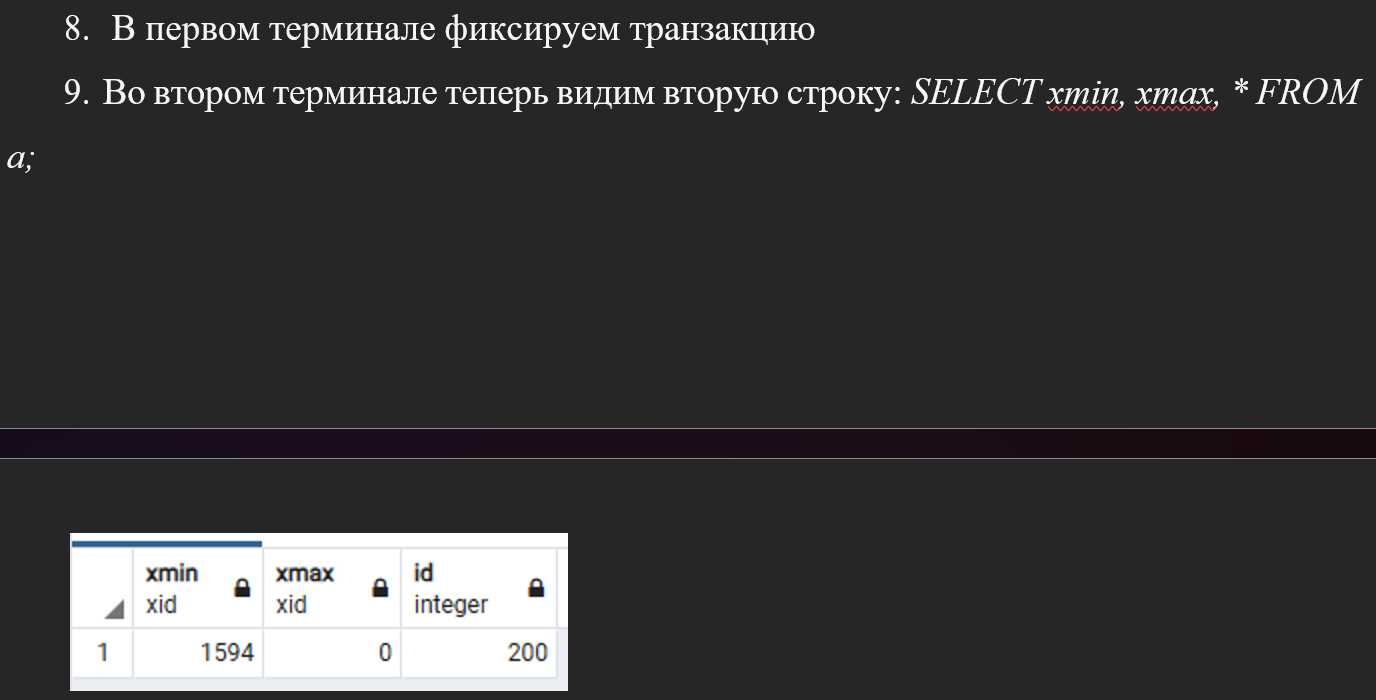 8. В первом терминале фиксируем транзакцию
9. Во втором терминале теперь видим вторую строку: SELECT xmin, xmax, * FROM
a;
xmin xmax id
xid xid integer
1 1594 0 200